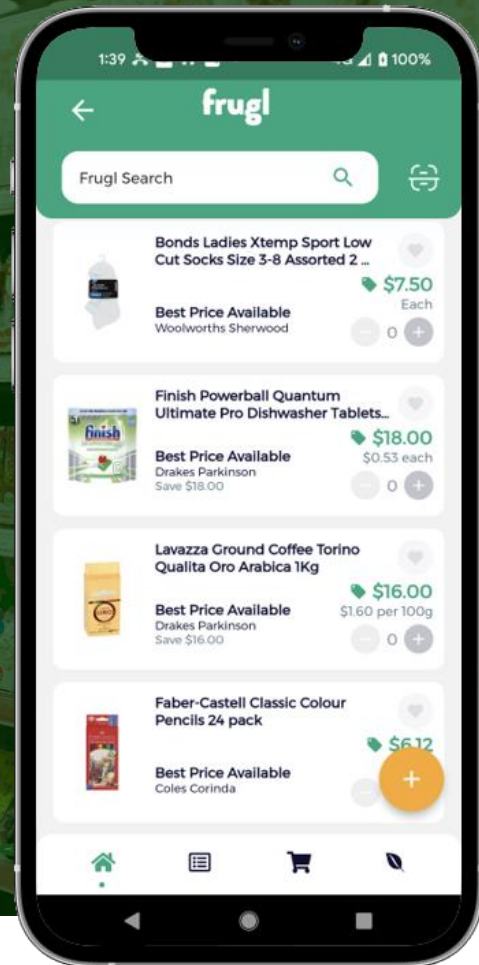 1:39
100%
frugl
Frugl Search
Bonds Ladies Xtemp Sport Low
Cut Socks Size 3-8 Assorted 2 ...
$7.50
Each
Best Price Available
Woolworths Sherwood
0
Finish Powerball Quantum
Ultimate Pro Dishwasher Tablets...
finish
$18.00
Best Price Available
$0.53 each
Drakes Parkinson
Save $18.00
0
Lavazza Ground Coffee Torino
Qualita Oro Arabica 1Kg
$16.00
Best Price Available
$1.60 per 100g
Drakes Parkinson
Save $16.00
0
Faber-Castell Classic Colour
Pencils 24 pack
$6.12
Best Price Available
Coles Corinda